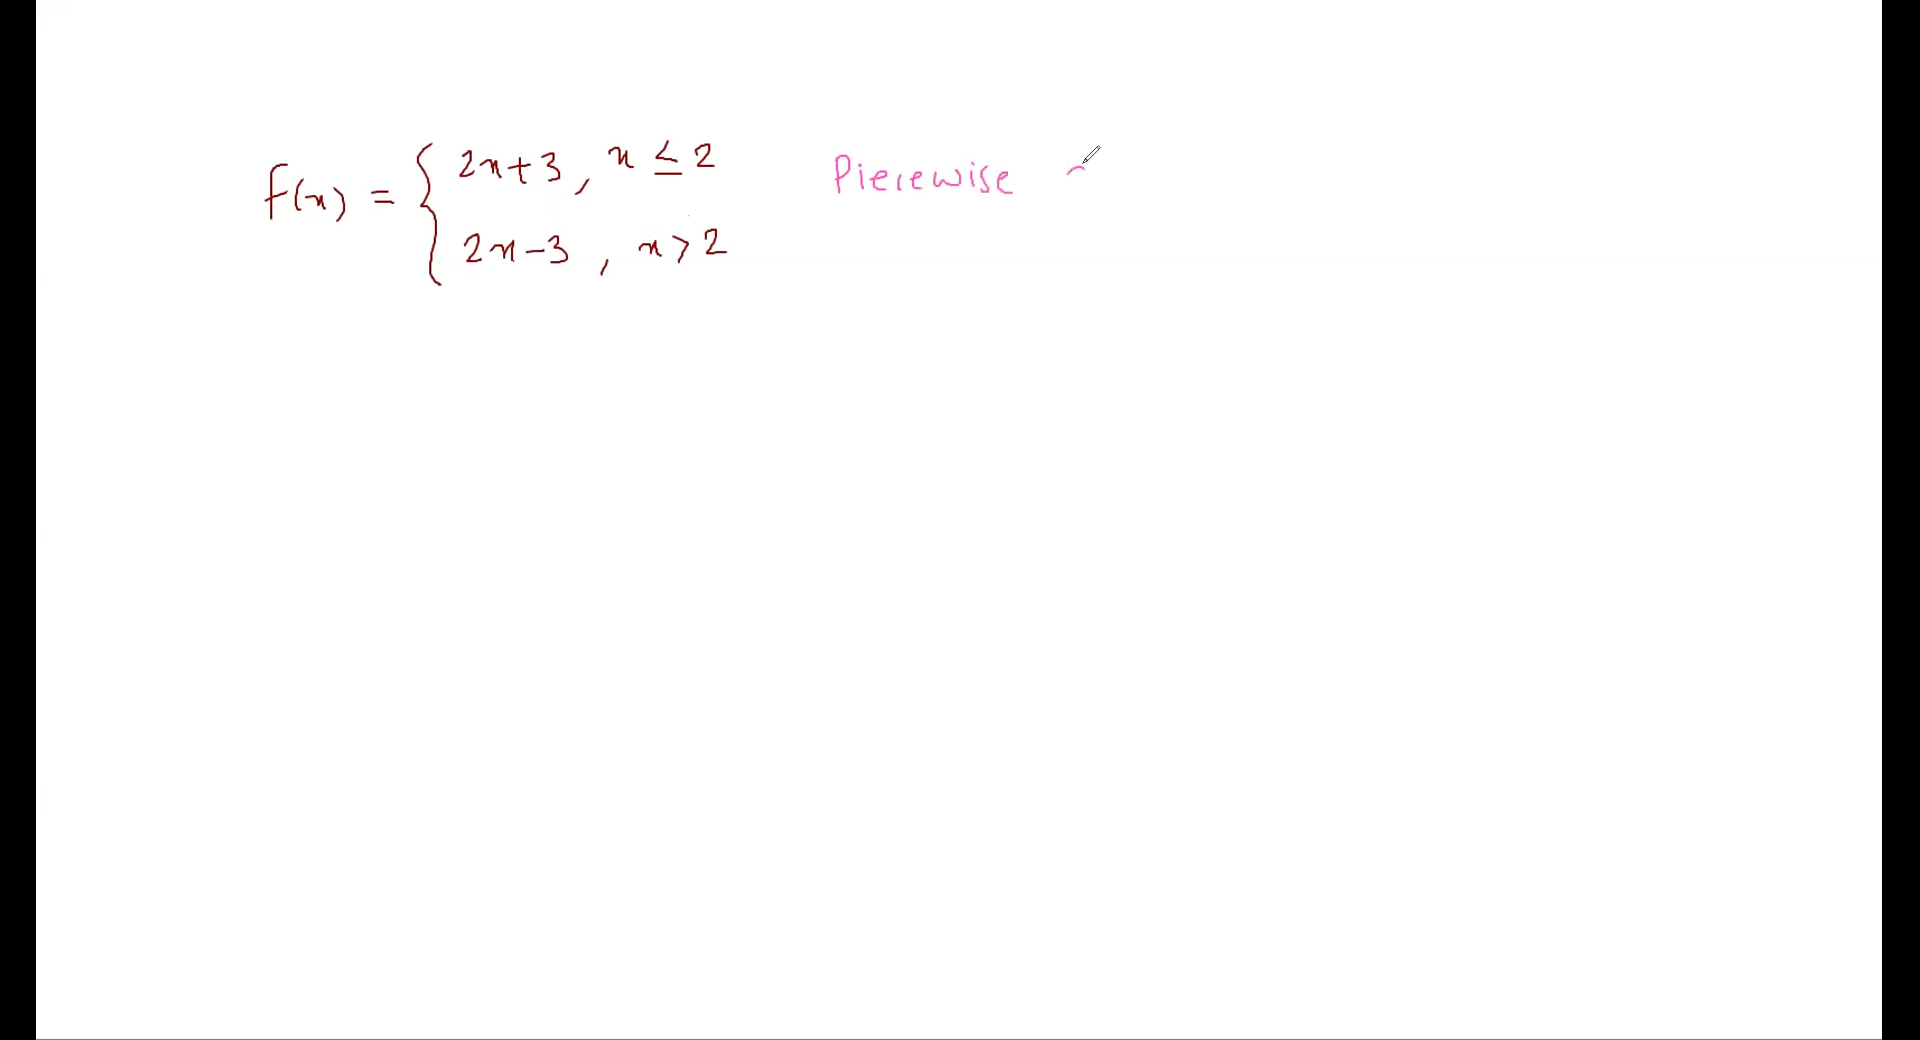 f(x) = { 2x+3, x ≤ 2 Piecewise
2x-3, x > 2